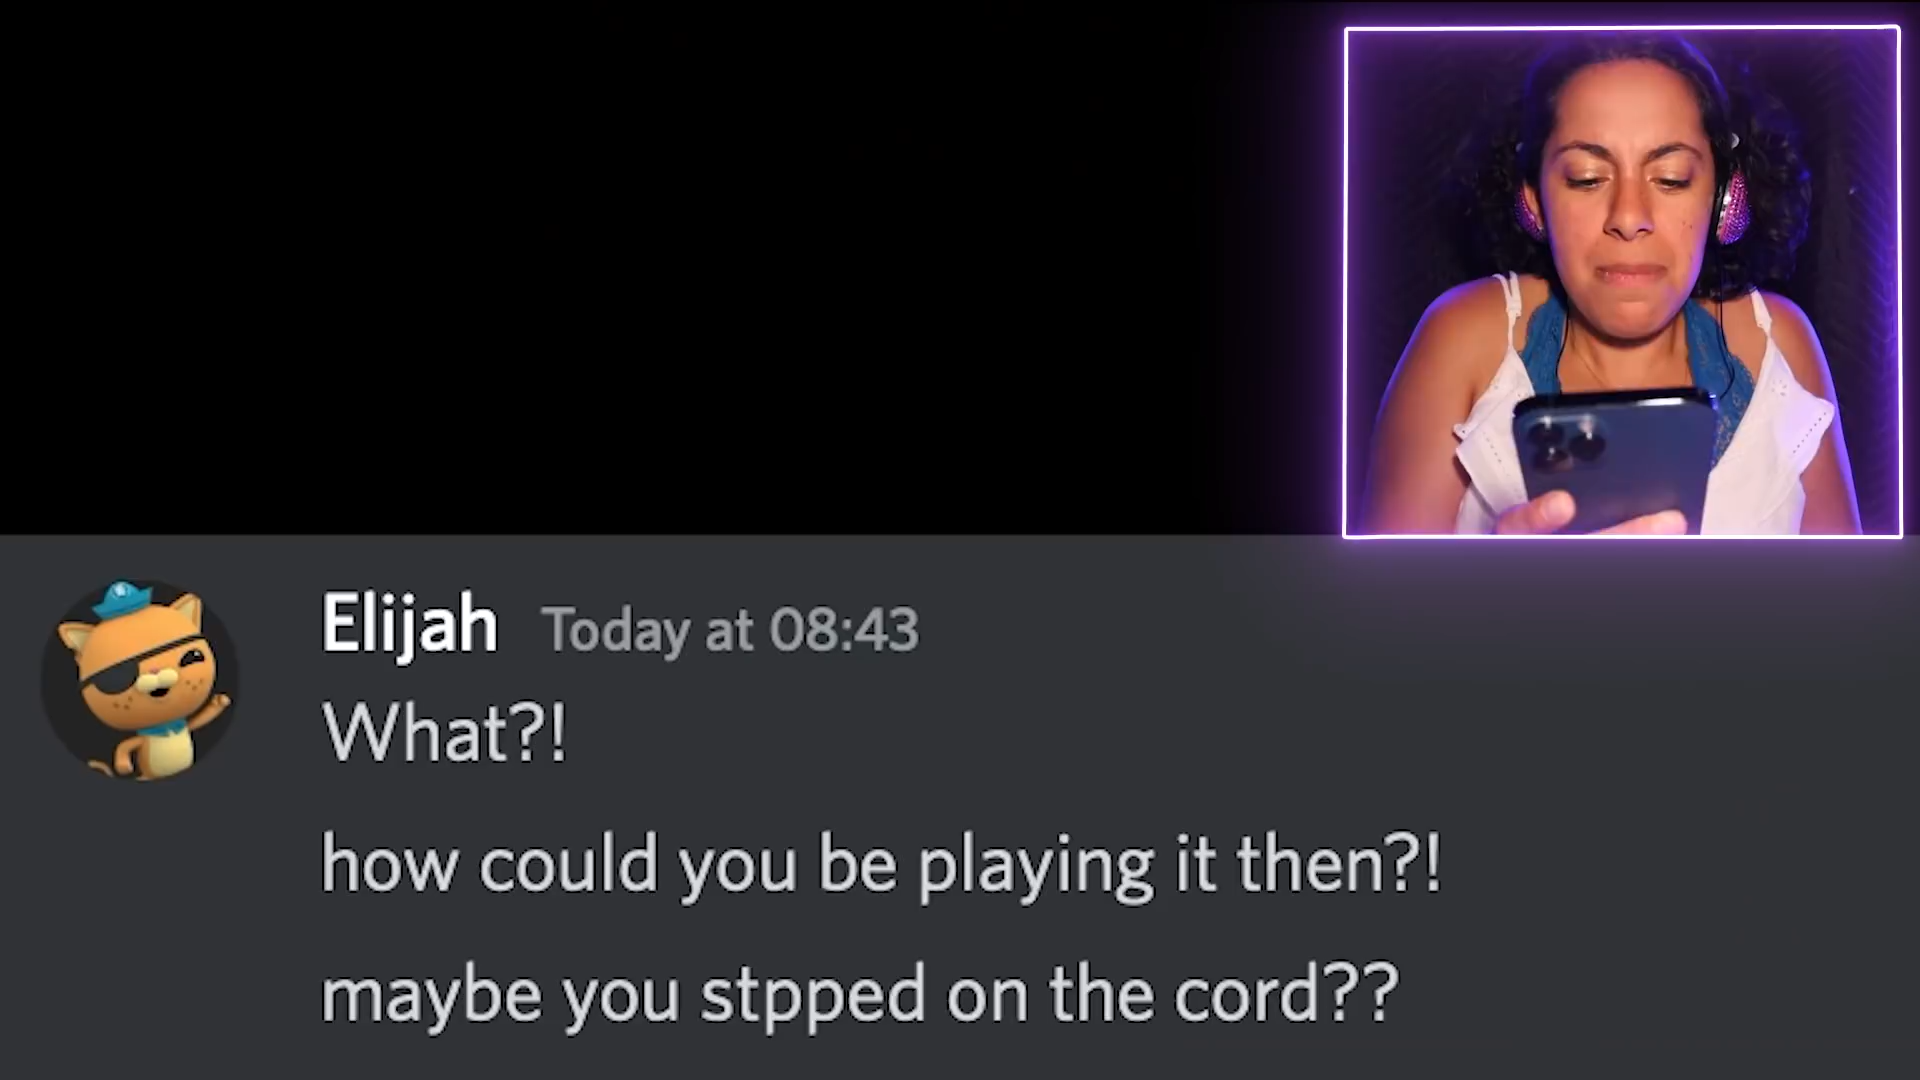 Elijah Today at 08:43
What?!
how could you be playing it then?!
maybe you stpped on the cord??